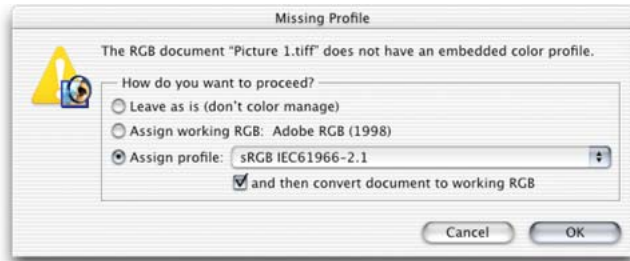 Missing Profile
The RGB document “Picture 1.tiff” does not have an embedded color profile.
How do you want to proceed?
Leave as is (don’t color manage)
Assign working RGB: Adobe RGB (1998)
Assign profile: sRGB IEC61966-2.1
and then convert document to working RGB
Cancel OK